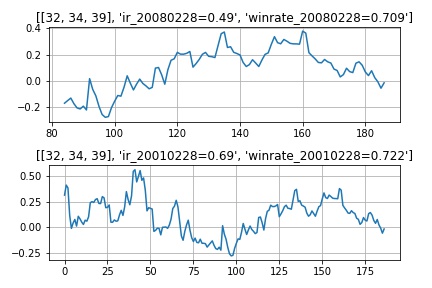 [[32, 34, 39], 'ir_20080228=0.49', 'winrate_20080228=0.709']
0.4
0.2
0.0
−0.2
80 100 120 140 160 180
[[32, 34, 39], 'ir_20010228=0.69', 'winrate_20010228=0.722']
0.50
0.25
0.00
−0.25
0 25 50 75 100 125 150 175